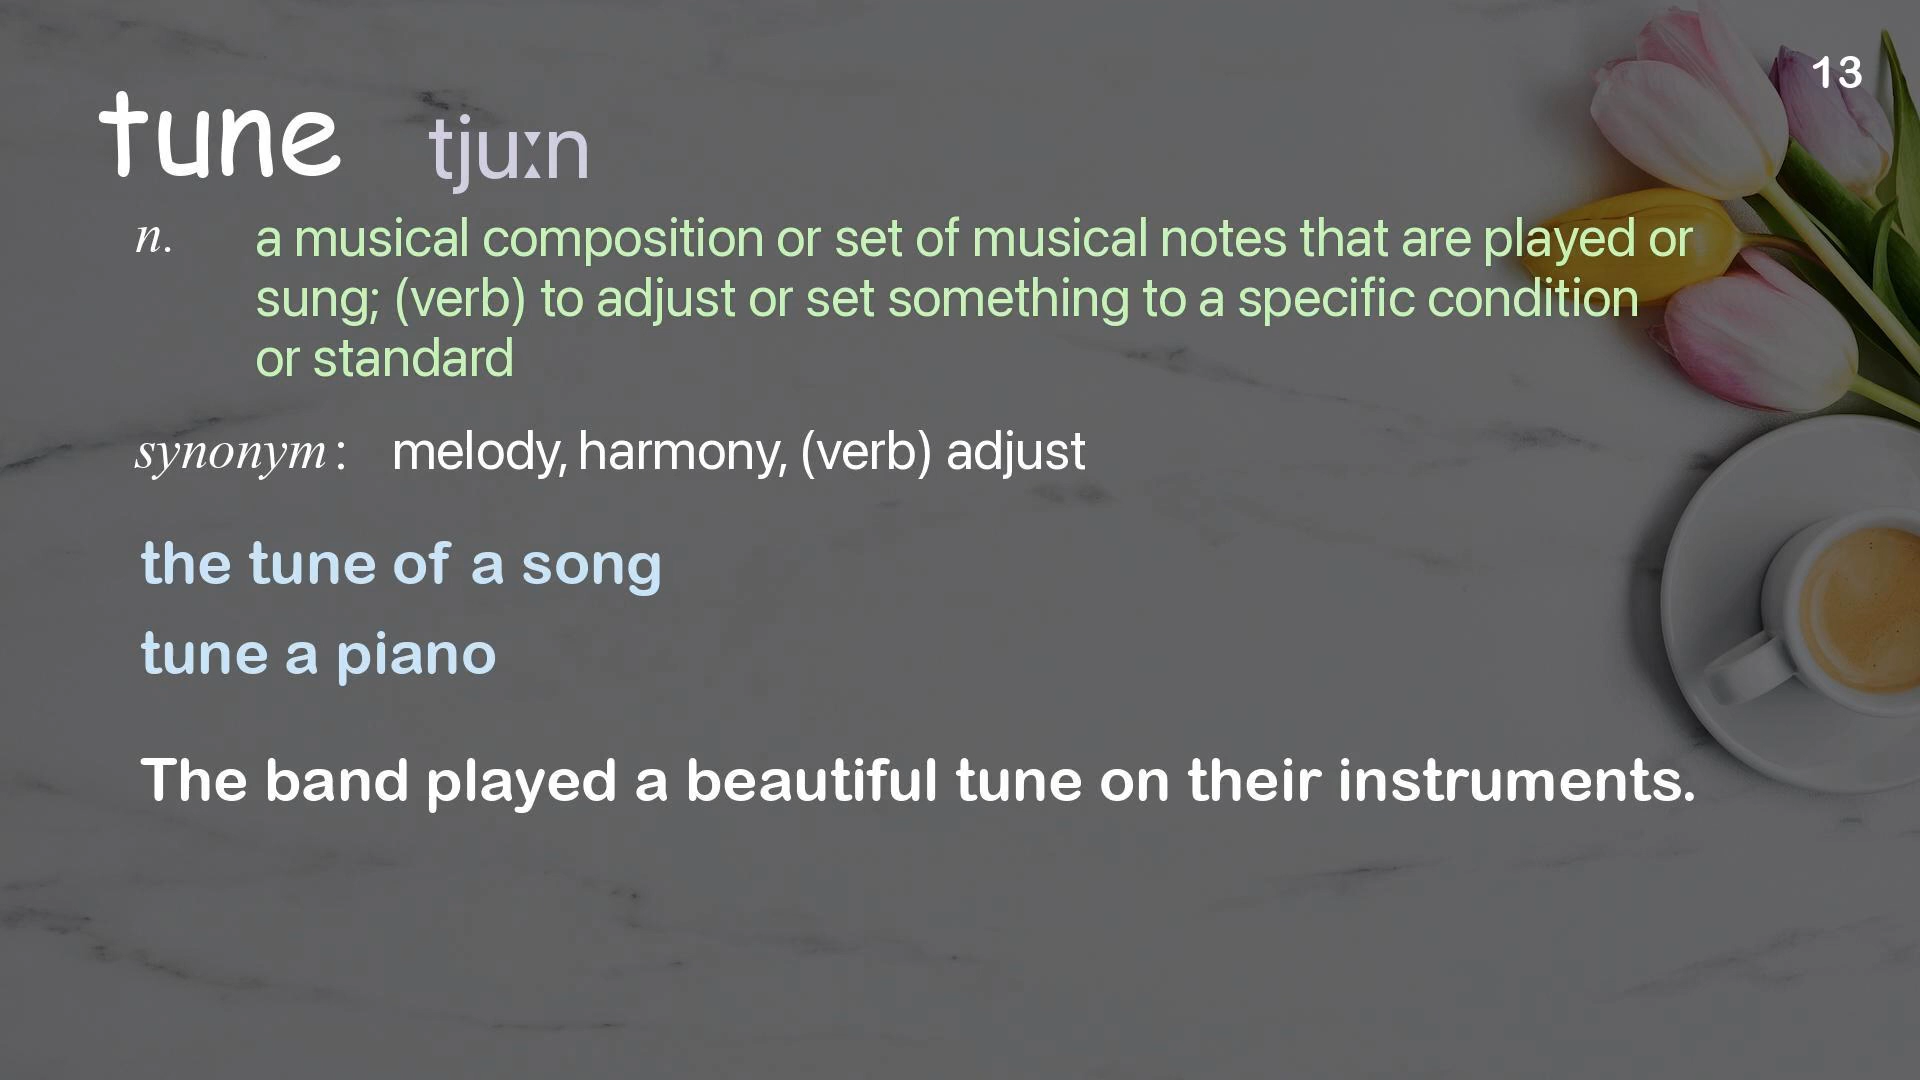 13
tune tjuːn
n. a musical composition or set of musical notes that are played or
sung; (verb) to adjust or set something to a specific condition
or standard
synonym : melody, harmony, (verb) adjust
the tune of a song
tune a piano
The band played a beautiful tune on their instruments.